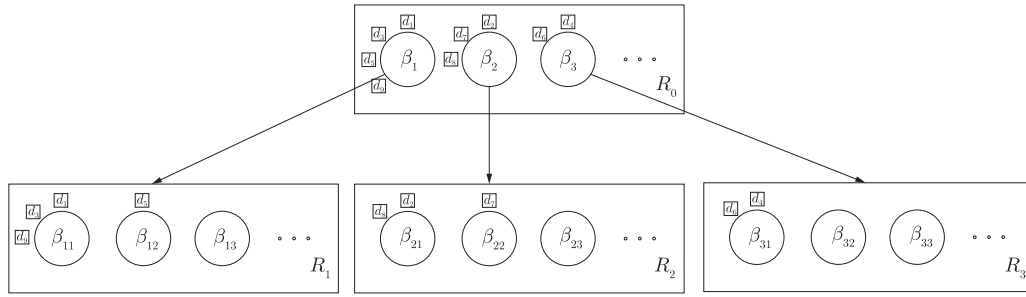 d₁ d₂ d₄
d₃ d₇ d₆
d₅ β₁ d₈ β₂ β₃ ∘ ∘ ∘
d₉ R₀
d₁ d₅ d₂ d₇ d₄
d₃ d₈ d₆
d₉ β₁₁ β₁₂ β₁₃ ∘ ∘ ∘ β₂₁ β₂₂ β₂₃ ∘ ∘ ∘ β₃₁ β₃₂ β₃₃ ∘ ∘ ∘
R₁ R₂ R₃